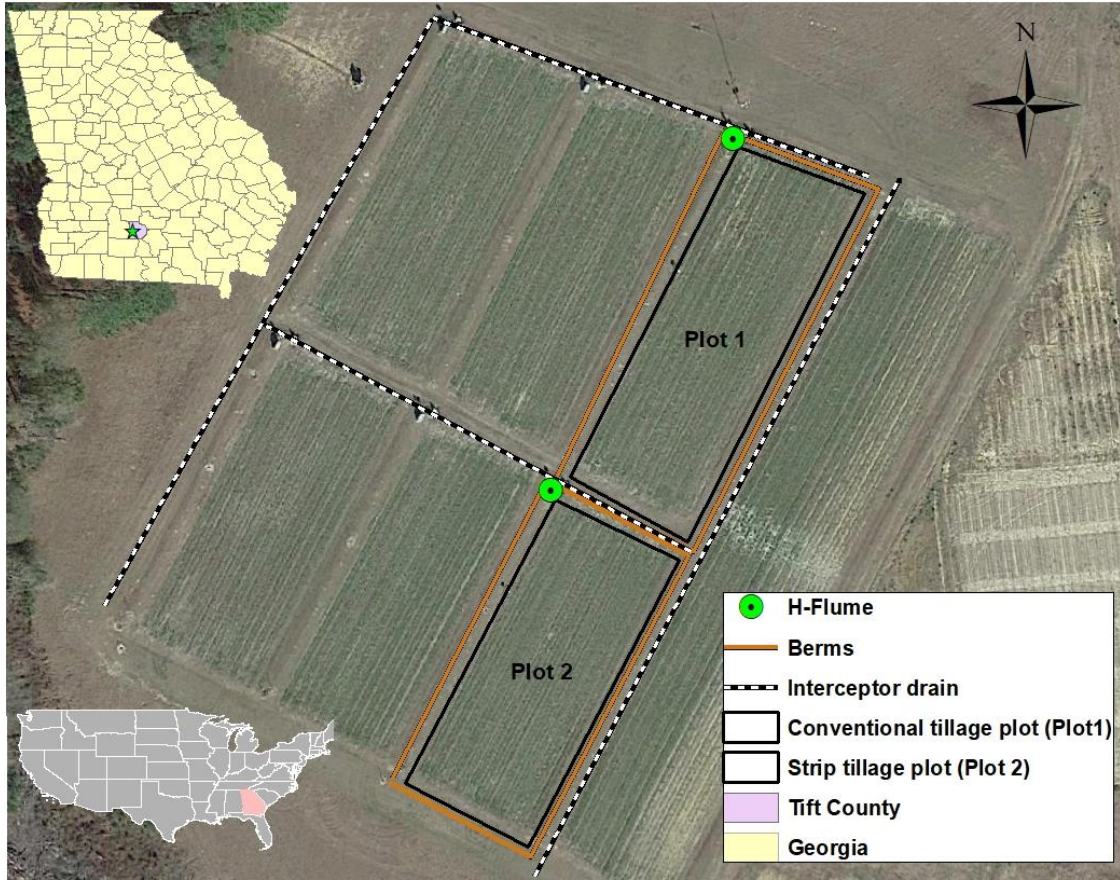 N
Plot 1
Plot 2
H-Flume
Berms
Interceptor drain
Conventional tillage plot (Plot1)
Strip tillage plot (Plot 2)
Tift County
Georgia